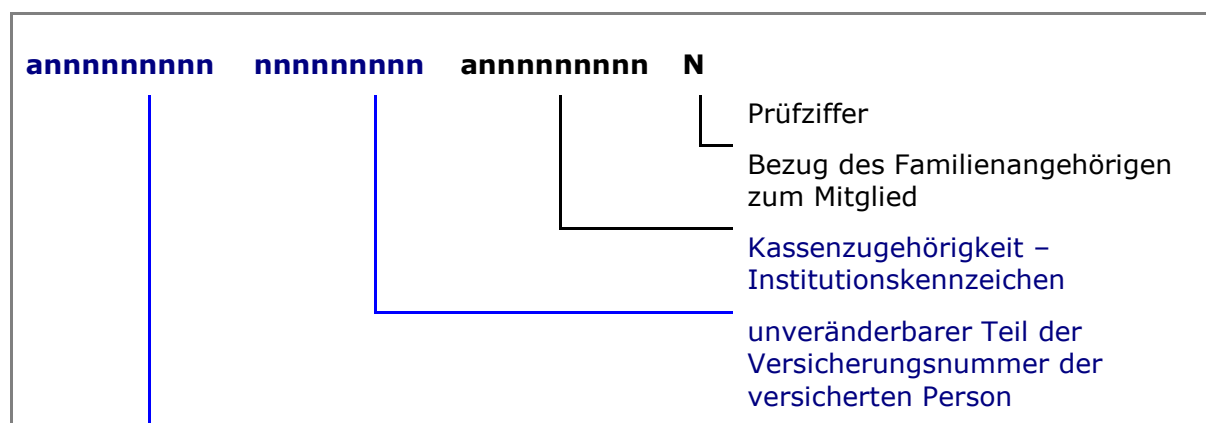 annnnnnnnn nnnnnnnnn annnnnnnnn N
Prüfziffer
Bezug des Familienangehörigen
zum Mitglied
Kassenzugehörigkeit –
Institutionskennzeichen
unveränderbarer Teil der
Versicherungsnummer der
versicherten Person